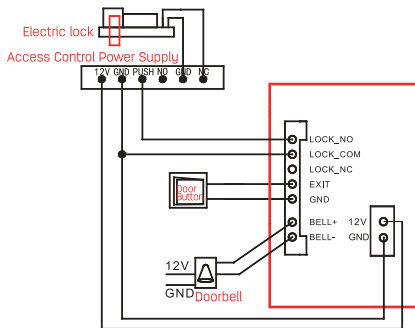 Electric lock
Access Control Power Supply
12V GND PUSH NO GND NC
LOCK_NO
LOCK_COM
LOCK_NC
EXIT
GND
Door
Button
BELL+
BELL-
12V
GND
12V
GND
Doorbell